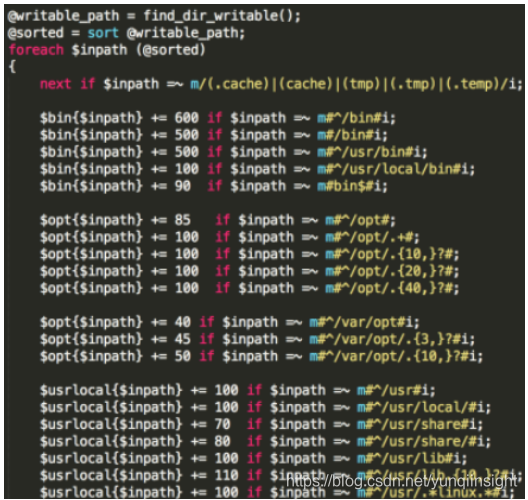 @writable_path = find_dir_writable();
@sorted = sort @writable_path;
foreach $inpath (@sorted)
{
next if $inpath =~ m/(.cache)|(cache)|(tmp)|(.tmp)|(.temp)/i;
$bin{$inpath} += 600 if $inpath =~ m#^/bin#i;
$bin{$inpath} += 500 if $inpath =~ m#/bin#i;
$bin{$inpath} += 500 if $inpath =~ m#^/usr/bin#i;
$bin{$inpath} += 100 if $inpath =~ m#^/usr/local/bin#i;
$bin{$inpath} += 90 if $inpath =~ m#bin$#i;
$opt{$inpath} += 85 if $inpath =~ m#^/opt#;
$opt{$inpath} += 100 if $inpath =~ m#^/opt/.+#;
$opt{$inpath} += 100 if $inpath =~ m#^/opt/.{10,}?#;
$opt{$inpath} += 100 if $inpath =~ m#^/opt/.{20,}?#;
$opt{$inpath} += 100 if $inpath =~ m#^/opt/.{40,}?#;
$opt{$inpath} += 40 if $inpath =~ m#^/var/opt#i;
$opt{$inpath} += 45 if $inpath =~ m#^/var/opt/.{3,}?#i;
$opt{$inpath} += 50 if $inpath =~ m#^/var/opt/.{10,}?#i;
$usrlocal{$inpath} += 100 if $inpath =~ m#^/usr#i;
$usrlocal{$inpath} += 100 if $inpath =~ m#^/usr/local/#i;
$usrlocal{$inpath} += 70 if $inpath =~ m#^/usr/share#i;
$usrlocal{$inpath} += 80 if $inpath =~ m#^/usr/share/#i;
$usrlocal{$inpath} += 100 if $inpath =~ m#^/usr/lib#i;
$usrlocal{$inpath} += 110 if $inpath =~ m#^/usr/lib.{10,}?#i;
$usrlocal{$inpath} += 100 if $inpath =~
https://blog.csdn.net/yunqiinsight